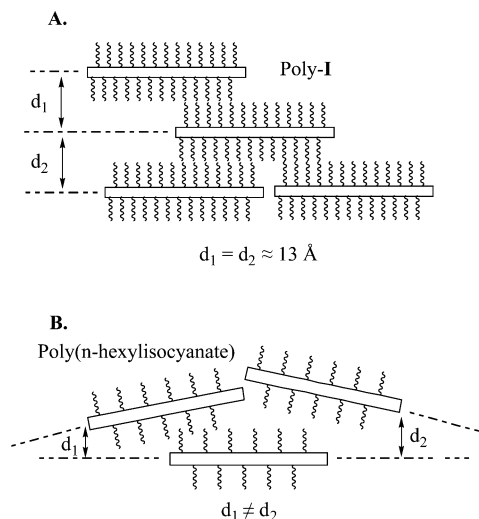 A.
Poly-I
d₁
d₂
d₁ = d₂ ≈ 13 Å
B.
Poly(n-hexylisocyanate)
d₁
d₂
d₁ ≠ d₂